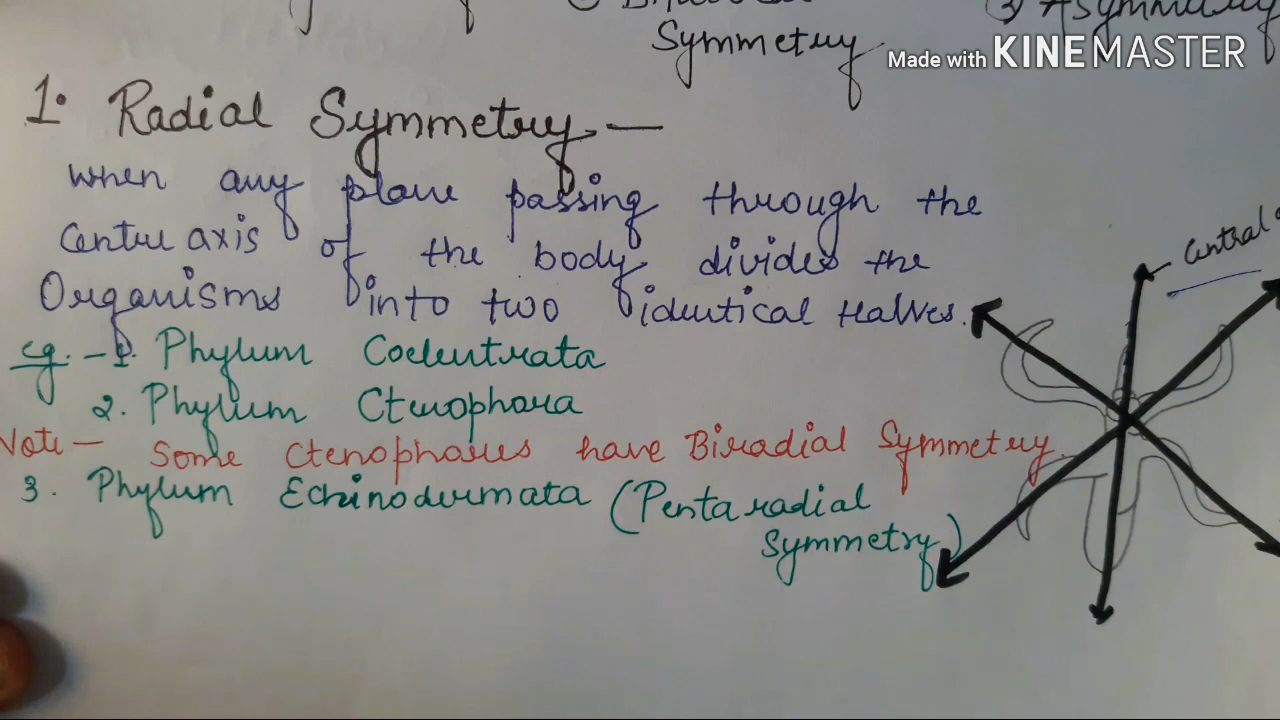 Symmetry
Made with KINEMASTER
1. Radial Symmetry —
when any plane passing through the
Centre axis of the body divides the
Organisms into two identical Halves.
eg. - 1. Phylum Coelentrata
2. Phylum Ctenophora
Note — Some Ctenophores have Biradial Symmetry.
3. Phylum Echinodermata (Pentaradial
Symmetry)
Central